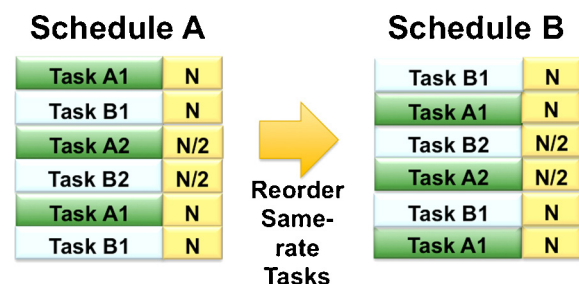 Schedule A
Task A1 N
Task B1 N
Task A2 N/2
Task B2 N/2
Task A1 N
Task B1 N
Reorder
Same-
rate
Tasks
Schedule B
Task B1 N
Task A1 N
Task B2 N/2
Task A2 N/2
Task B1 N
Task A1 N